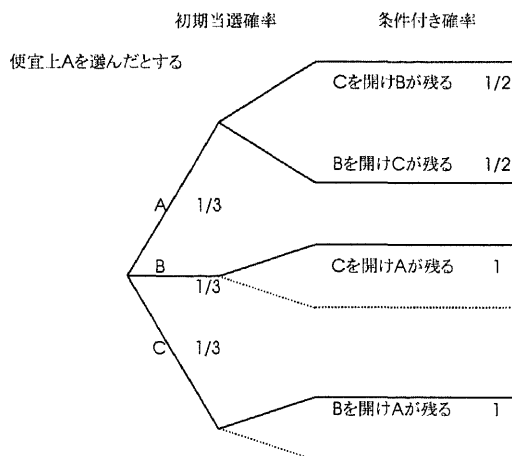 初期当選確率 条件付き確率
便宜上Aを選んだとする
Cを開けBが残る 1/2
Bを開けCが残る 1/2
A 1/3
B
Cを開けAが残る 1
1/3
C 1/3
Bを開けAが残る 1